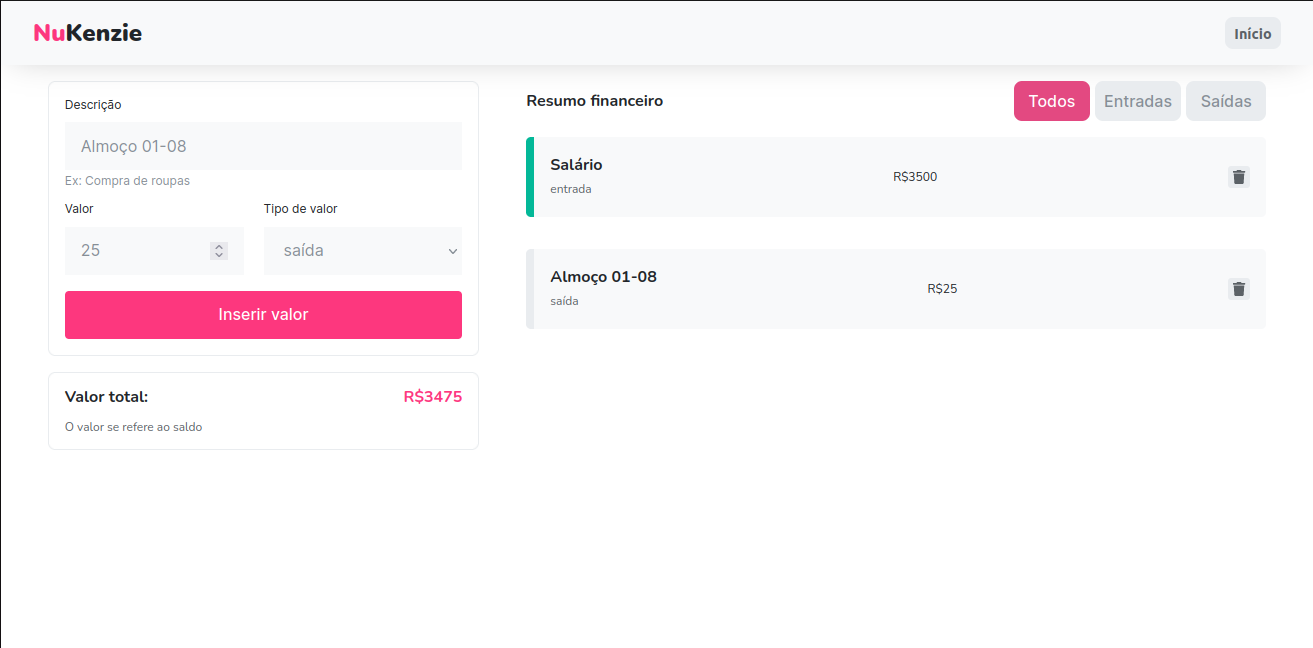 NuKenzie
Início
Descrição
Almoço 01-08
Ex: Compra de roupas
Valor
Tipo de valor
25
saída
Inserir valor
Valor total:
R$3475
O valor se refere ao saldo
Resumo financeiro
Todos
Entradas
Saídas
Salário
entrada
R$3500
Almoço 01-08
saída
R$25